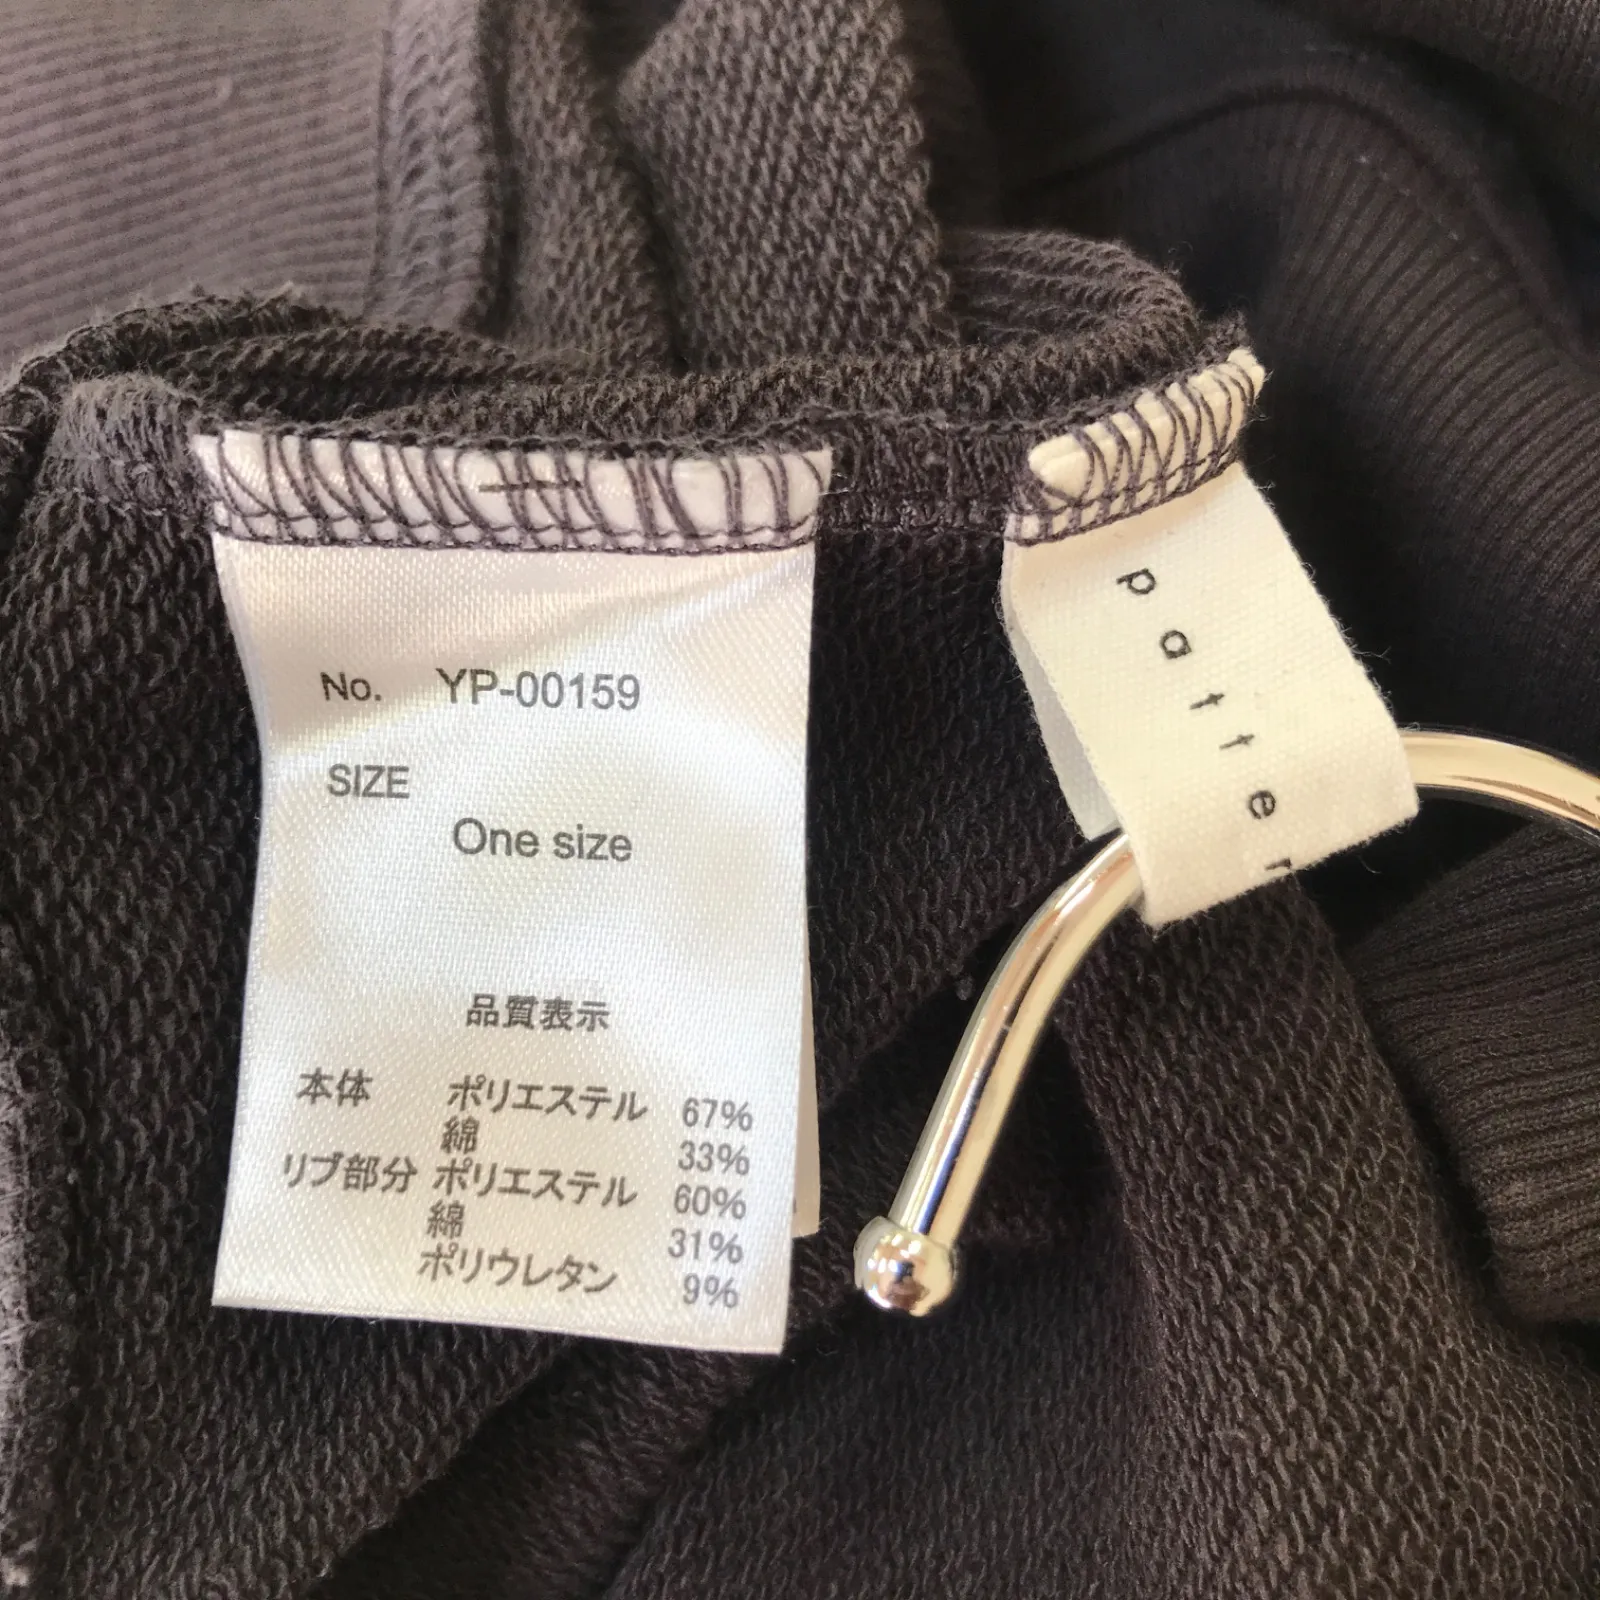 No. YP-00159
SIZE
One size
品質表示
本体 ポリエステル 67%
綿 33%
リブ部分 ポリエステル 60%
綿 31%
ポリウレタン 9%
patter